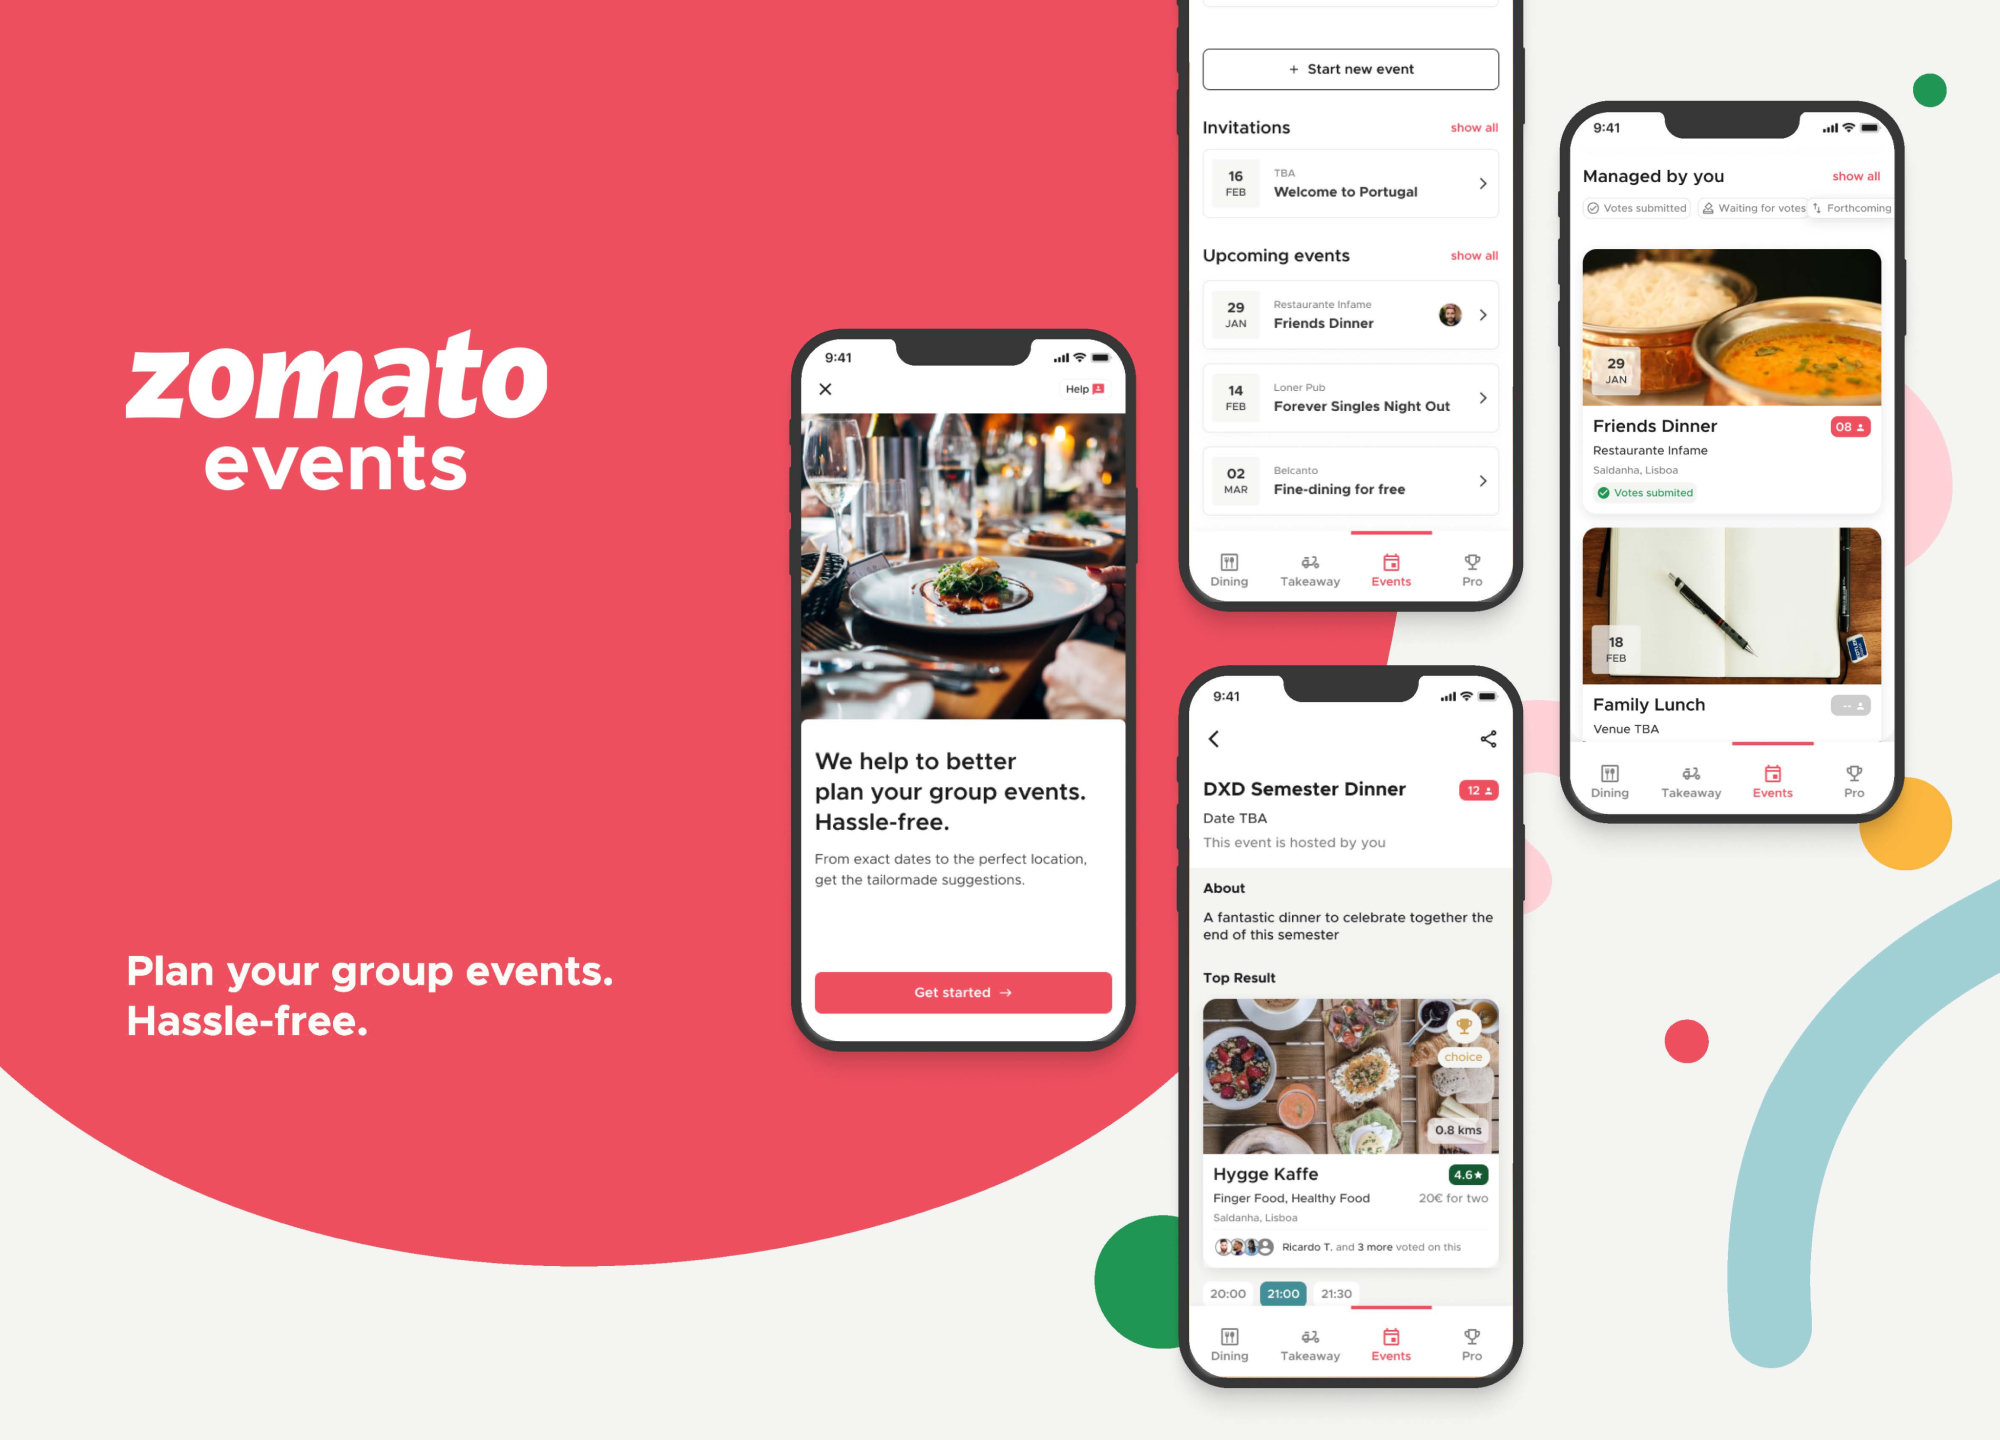 zomato
events
Plan your group events.
Hassle-free.
9:41
Help
We help to better
plan your group events.
Hassle-free.
From exact dates to the perfect location,
get the tailormade suggestions.
Get started →
+ Start new event
Invitations show all
16 FEB
TBA
Welcome to Portugal
Upcoming events show all
29 JAN
Restaurante Infame
Friends Dinner
14 FEB
Loner Pub
Forever Singles Night Out
02 MAR
Belcanto
Fine-dining for free
Dining Takeaway Events Pro
9:41
DXD Semester Dinner 12
Date TBA
This event is hosted by you
About
A fantastic dinner to celebrate together the
end of this semester
Top Result
choice
0.8 kms
Hygge Kaffe 4.6★
Finger Food, Healthy Food 20€ for two
Saldanha, Lisboa
Ricardo T. and 3 more voted on this
20:00 21:00 21:30
Dining Takeaway Events Pro
9:41
Managed by you show all
Votes submitted Waiting for votes Forthcoming
29
JAN
Friends Dinner 08
Restaurante Infame
Saldanha, Lisboa
Votes submited
18
FEB
Family Lunch --
Venue TBA
Dining Takeaway Events Pro